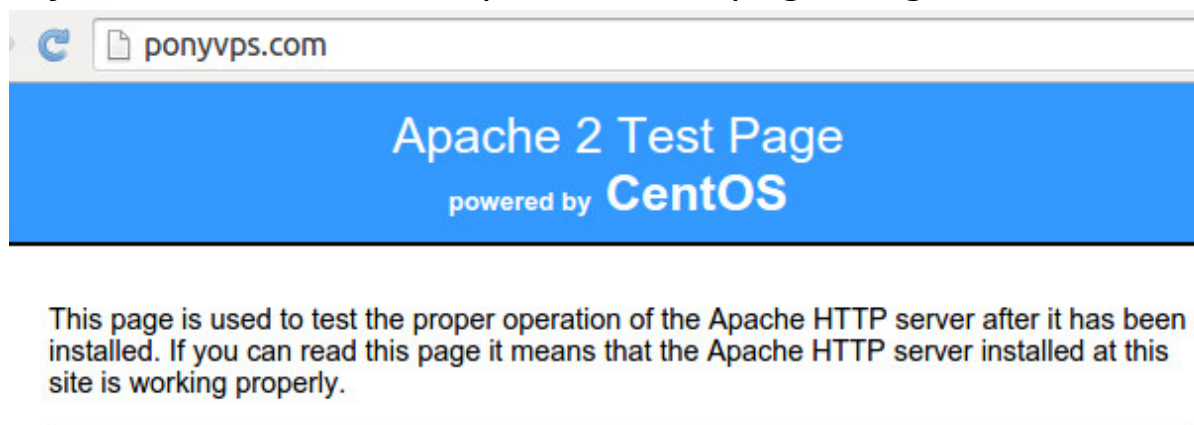 ponyvps.com
Apache 2 Test Page
powered by CentOS
This page is used to test the proper operation of the Apache HTTP server after it has been
installed. If you can read this page it means that the Apache HTTP server installed at this
site is working properly.